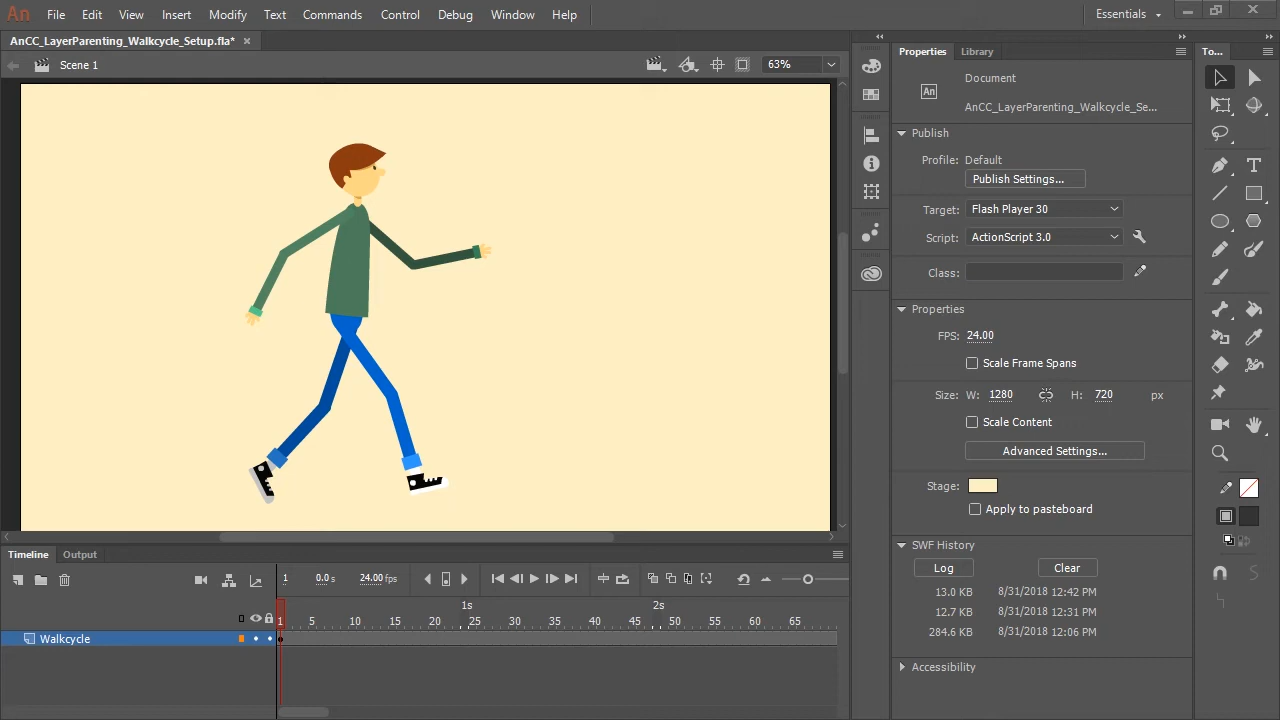 An File Edit View Insert Modify Text Commands Control Debug Window Help Essentials
AnCC_LayerParenting_Walkcycle_Setup.fla* ×
Scene 1 63%
Properties Library To...
Document
An AnCC_LayerParenting_Walkcycle_Se...
Publish
Profile: Default
Publish Settings...
Target: Flash Player 30
Script: ActionScript 3.0
Class:
Properties
FPS: 24.00
Scale Frame Spans
Size: W: 1280 H: 720 px
Scale Content
Advanced Settings...
Stage:
Apply to pasteboard
SWF History
Log Clear
13.0 KB 8/31/2018 12:42 PM
12.7 KB 8/31/2018 12:31 PM
284.6 KB 8/31/2018 12:06 PM
Accessibility
Timeline Output
1 0.0 s 24.00 fps
1s 2s
1 5 10 15 20 25 30 35 40 45 50 55 60 65
Walkcycle